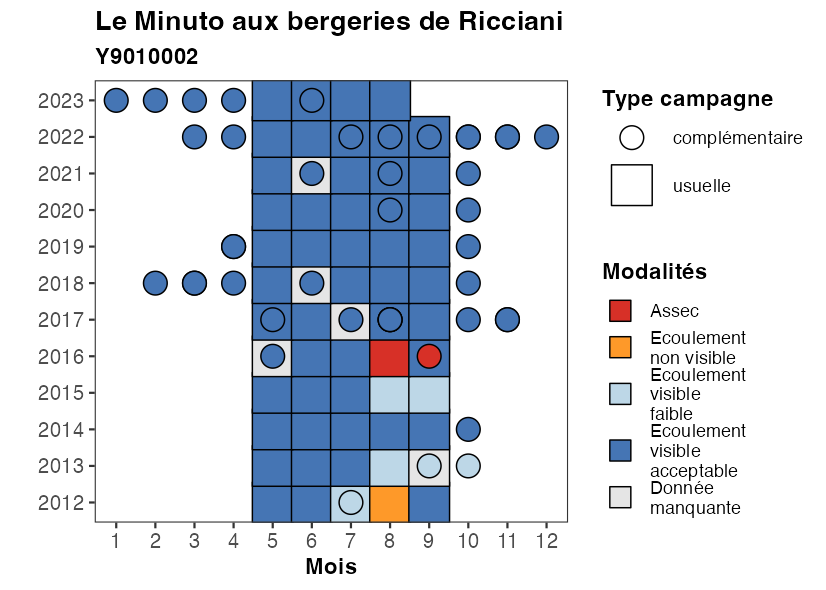 Le Minuto aux bergeries de Ricciani
Y9010002
2023
2022
2021
2020
2019
2018
2017
2016
2015
2014
2013
2012
1 2 3 4 5 6 7 8 9 10 11 12
Mois
Type campagne
complémentaire
usuelle
Modalités
Assec
Ecoulement
non visible
Ecoulement
visible
faible
Ecoulement
visible
acceptable
Donnée
manquante